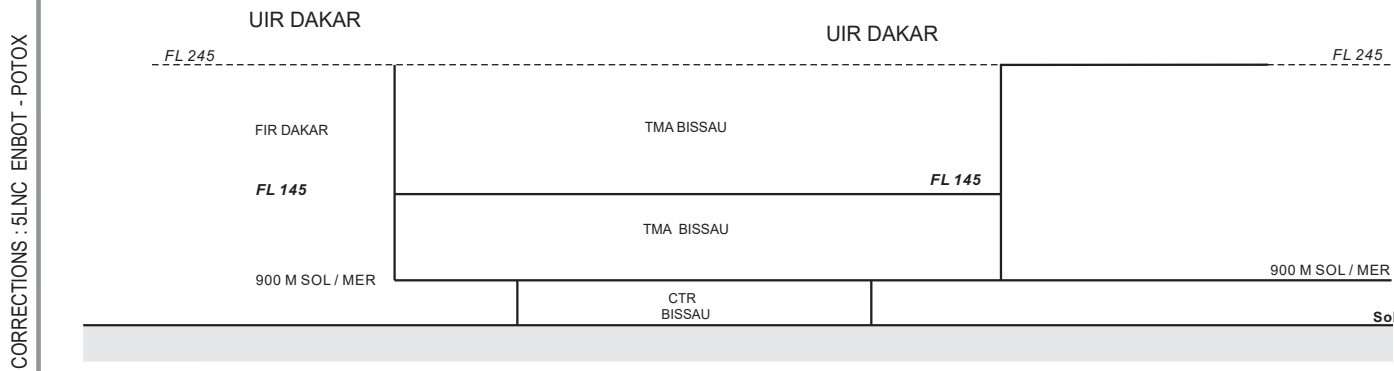 CORRECTIONS : 5LNC ENBOT - POTOX
UIR DAKAR
UIR DAKAR
FL 245
FL 245
FIR DAKAR
TMA BISSAU
FL 145
FL 145
TMA BISSAU
900 M SOL / MER
900 M SOL / MER
CTR
BISSAU
Sol